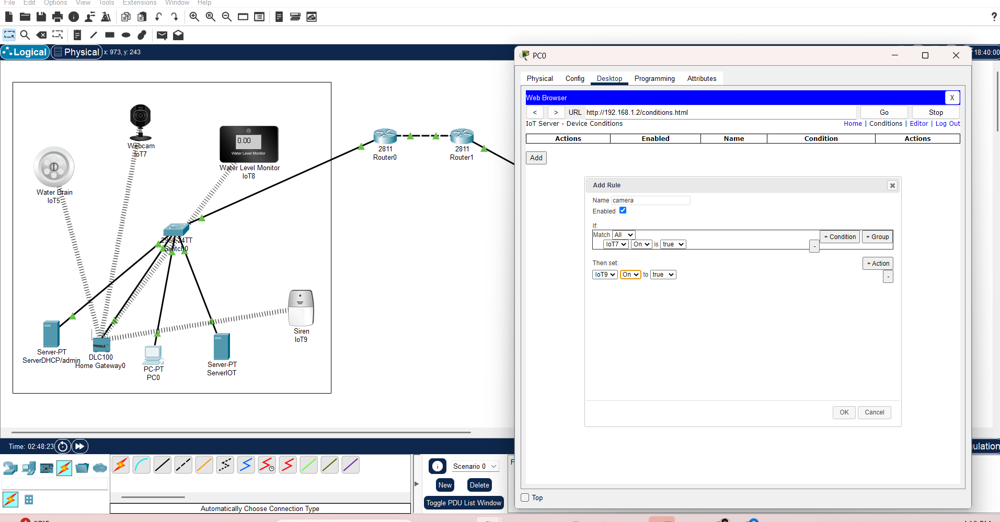 File Edit Options View Tools Extensions Window Help
?
Logical Physical x: 973, y: 243
18:40:00
Webcam
IoT7
0.00
Water Level Monitor
Water Level Monitor
IoT8
Water Drain
IoT5
2811
Router0
2811
Router1
2960-24TT
Switch0
Siren
IoT9
Server-PT
ServerDHCP/admin
DLC100
Home Gateway0
PC-PT
PC0
Server-PT
ServerIOT
PC0
Physical Config Desktop Programming Attributes
Web Browser X
< > URL http://192.168.1.2/conditions.html Go Stop
IoT Server - Device Conditions Home | Conditions | Editor | Log Out
Actions Enabled Name Condition Actions
Add
Add Rule
Name camera
Enabled
If:
Match All + Condition + Group
IoT7 On is true -
Then set: + Action
IoT9 On to true -
OK Cancel
Top
Time: 02:48:23
Scenario 0
New Delete
Toggle PDU List Window
Automatically Choose Connection Type